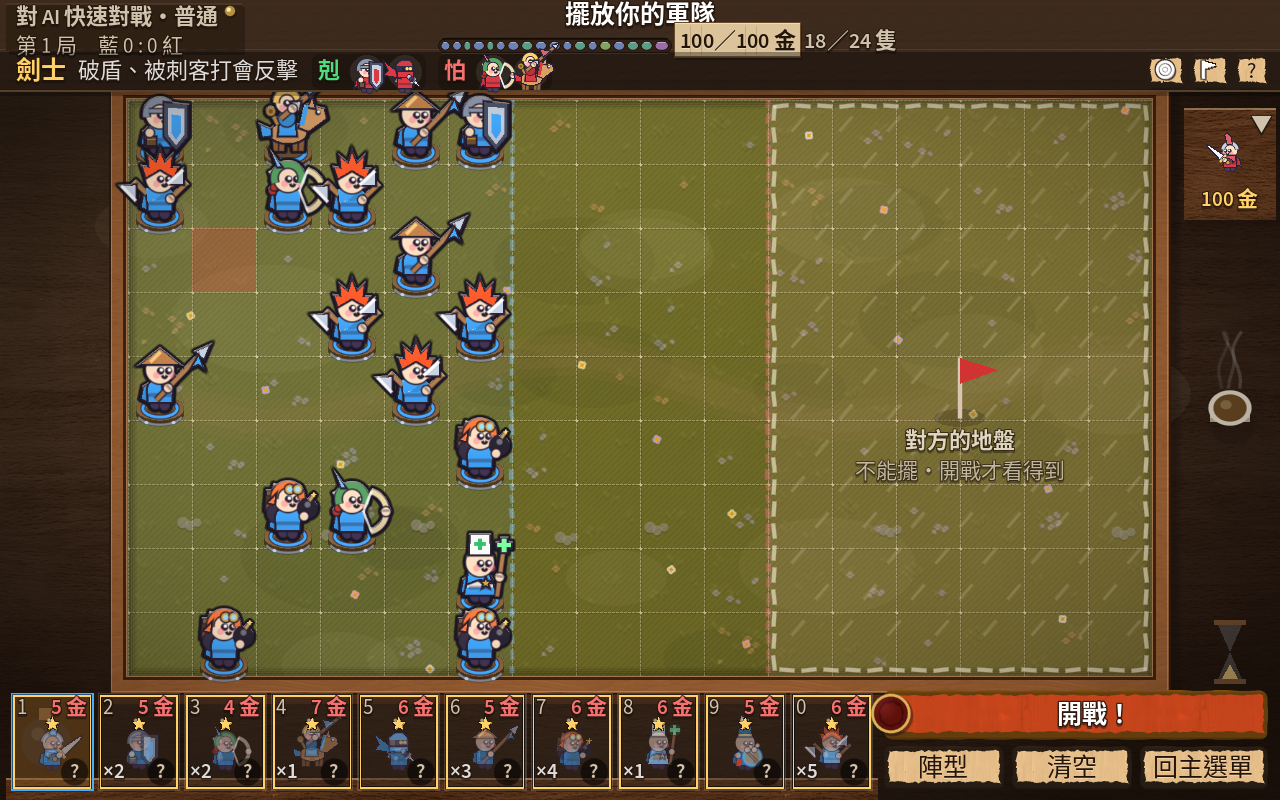 對 AI 快速對戰・普通
第 1 局 藍 0 : 0 紅
擺放你的軍隊
100／100 金 18／24 隻
劍士 破盾、被刺客打會反擊 剋 怕
?
100 金
對方的地盤
不能擺・開戰才看得到
1 5 金 ?
2 5 金 ×2 ?
3 4 金 ×2 ?
4 7 金 ×1 ?
5 6 金 ?
6 5 金 ×3 ?
7 6 金 ×4 ?
8 6 金 ×1 ?
9 5 金 ?
0 6 金 ×5 ?
開戰！
陣型 清空 回主選單